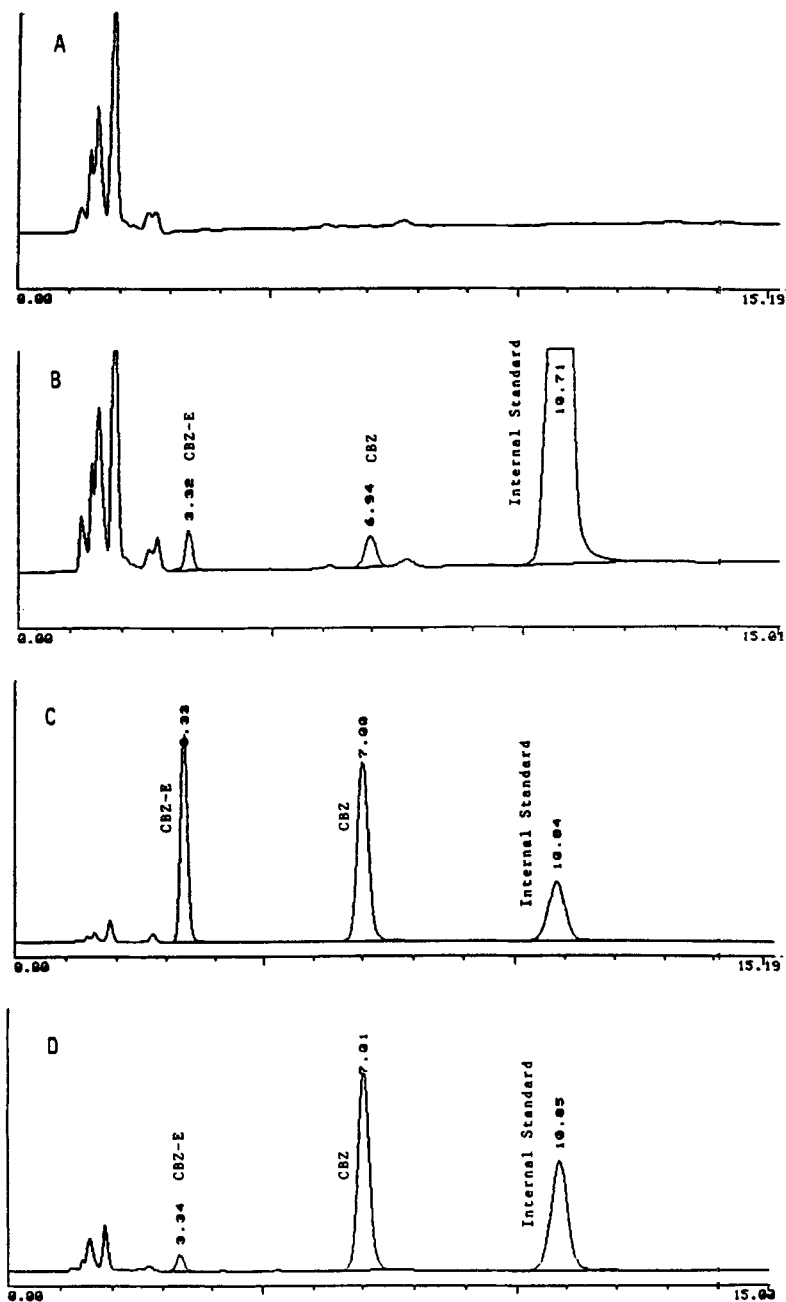 A
0.00
15.19
B
3.32 CBZ-E
6.94 CBZ
Internal Standard
10.71
0.00
15.01
C
CBZ-E
3.33
CBZ
7.00
Internal Standard
10.84
0.00
15.19
D
3.34 CBZ-E
CBZ
7.01
Internal Standard
10.85
0.00